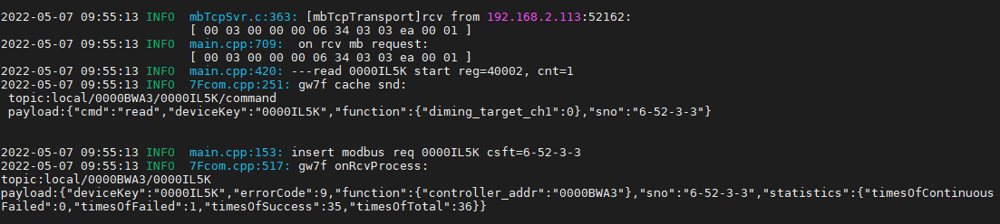 2022-05-07 09:55:13 INFO  mbTcpSvr.c:363: [mbTcpTransport]rcv from 192.168.2.113:52162:
[ 00 03 00 00 00 06 34 03 03 ea 00 01 ]
2022-05-07 09:55:13 INFO  main.cpp:709:  on rcv mb request:
[ 00 03 00 00 00 06 34 03 03 ea 00 01 ]
2022-05-07 09:55:13 INFO  main.cpp:420: ---read 0000IL5K start reg=40002, cnt=1
2022-05-07 09:55:13 INFO  7Fcom.cpp:251: gw7f cache snd:
topic:local/0000BWA3/0000IL5K/command
payload:{"cmd":"read","deviceKey":"0000IL5K","function":{"diming_target_ch1":0},"sno":"6-52-3-3"}
2022-05-07 09:55:13 INFO  main.cpp:153: insert modbus req 0000IL5K csft=6-52-3-3
2022-05-07 09:55:13 INFO  7Fcom.cpp:517: gw7f onRcvProcess:
topic:local/0000BWA3/0000IL5K
payload:{"deviceKey":"0000IL5K","errorCode":9,"function":{"controller_addr":"0000BWA3"},"sno":"6-52-3-3","statistics":{"timesOfContinuous
Failed":0,"timesOfFailed":1,"timesOfSuccess":35,"timesOfTotal":36}}